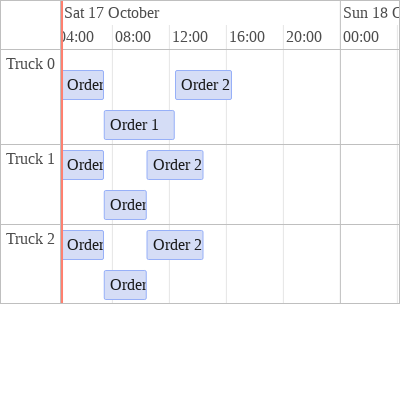 Sat 17 October Sun 18
04:00 08:00 12:00 16:00 20:00 00:00
Truck 0
Order Order 2
Order 1
Truck 1
Order Order 2
Order
Truck 2
Order Order 2
Order